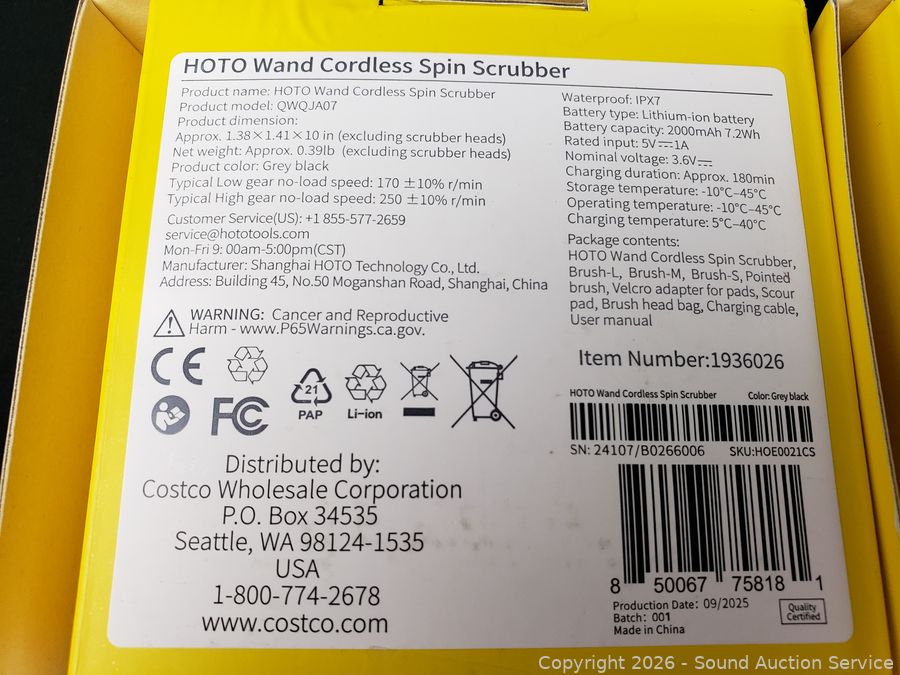 HOTO Wand Cordless Spin Scrubber
Product name: HOTO Wand Cordless Spin Scrubber
Product model: QWQJA07
Product dimension:
Approx. 1.38×1.41×10 in (excluding scrubber heads)
Net weight: Approx. 0.39lb (excluding scrubber heads)
Product color: Grey black
Typical Low gear no-load speed: 170 ±10% r/min
Typical High gear no-load speed: 250 ±10% r/min
Customer Service(US): +1 855-577-2659
service@hototools.com
Mon-Fri 9: 00am-5:00pm(CST)
Manufacturer: Shanghai HOTO Technology Co., Ltd.
Address: Building 45, No.50 Moganshan Road, Shanghai, China
WARNING: Cancer and Reproductive
Harm - www.P65Warnings.ca.gov.
CE
FC
21
PAP
Li-ion
Distributed by:
Costco Wholesale Corporation
P.O. Box 34535
Seattle, WA 98124-1535
USA
1-800-774-2678
www.costco.com
Waterproof: IPX7
Battery type: Lithium-ion battery
Battery capacity: 2000mAh 7.2Wh
Rated input: 5V⎓1A
Nominal voltage: 3.6V⎓
Charging duration: Approx. 180min
Storage temperature: -10°C–45°C
Operating temperature: -10°C–45°C
Charging temperature: 5°C–40°C
Package contents:
HOTO Wand Cordless Spin Scrubber,
Brush-L, Brush-M, Brush-S, Pointed
brush, Velcro adapter for pads, Scour
pad, Brush head bag, Charging cable,
User manual
Item Number:1936026
HOTO Wand Cordless Spin Scrubber Color: Grey black
SN: 24107/B0266006 SKU:HOE0021CS
8 50067 75818 1
Production Date: 09/2025
Batch: 001
Made in China
Quality
Certified
Copyright 2026 - Sound Auction Service